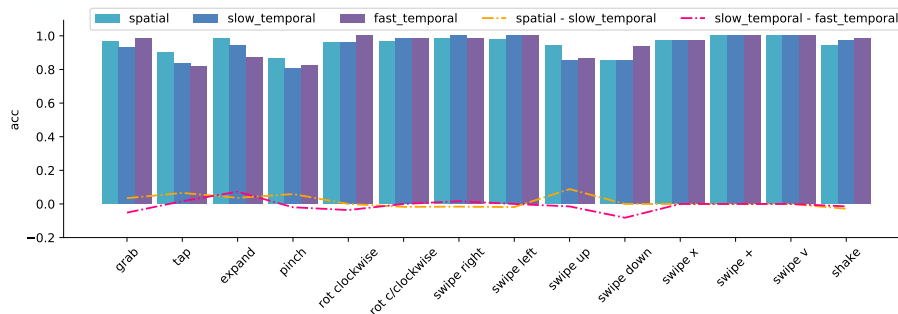 spatial
slow_temporal
fast_temporal
spatial - slow_temporal
slow_temporal - fast_temporal
1.0
0.8
0.6
0.4
0.2
0.0
−0.2
acc
grab
tap
expand
pinch
rot clockwise
rot c/clockwise
swipe right
swipe left
swipe up
swipe down
swipe x
swipe +
swipe v
shake